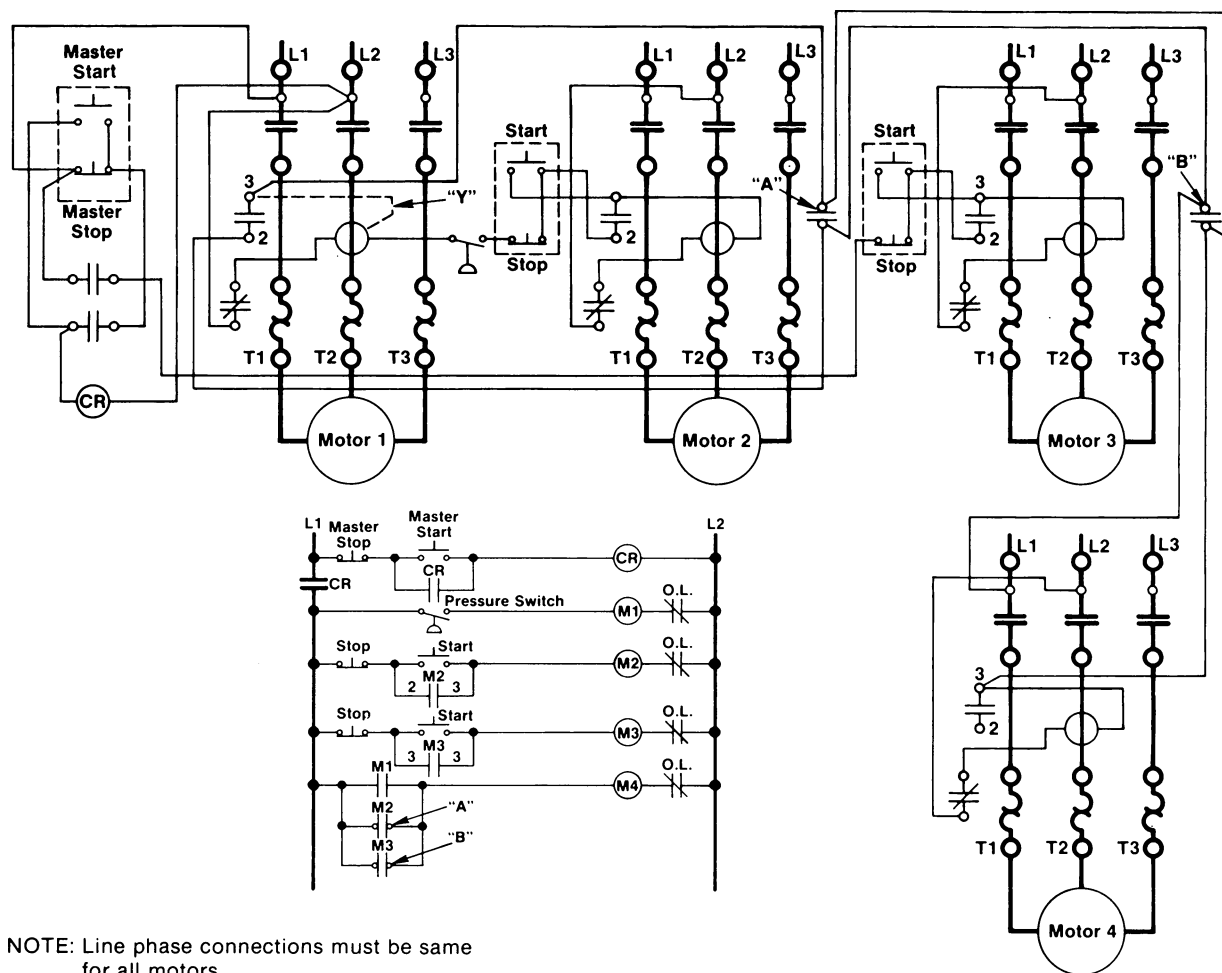 Master
Start
Master
Stop
CR
L1
L2
L3
3
2
"Y"
T1
T2
T3
Motor 1
Start
Stop
L1
L2
L3
2
"A"
T1
T2
T3
Motor 2
Start
Stop
L1
L2
L3
3
2
"B"
T1
T2
T3
Motor 3
L1
L2
Master
Stop
Master
Start
CR
CR
CR
Pressure Switch
M1
O.L.
Stop
Start
M2
2
3
M2
O.L.
Stop
Start
M3
3
3
M3
O.L.
M1
M4
O.L.
M2
"A"
M3
"B"
L1
L2
L3
3
2
T1
T2
T3
Motor 4
NOTE: Line phase connections must be same
for all motors